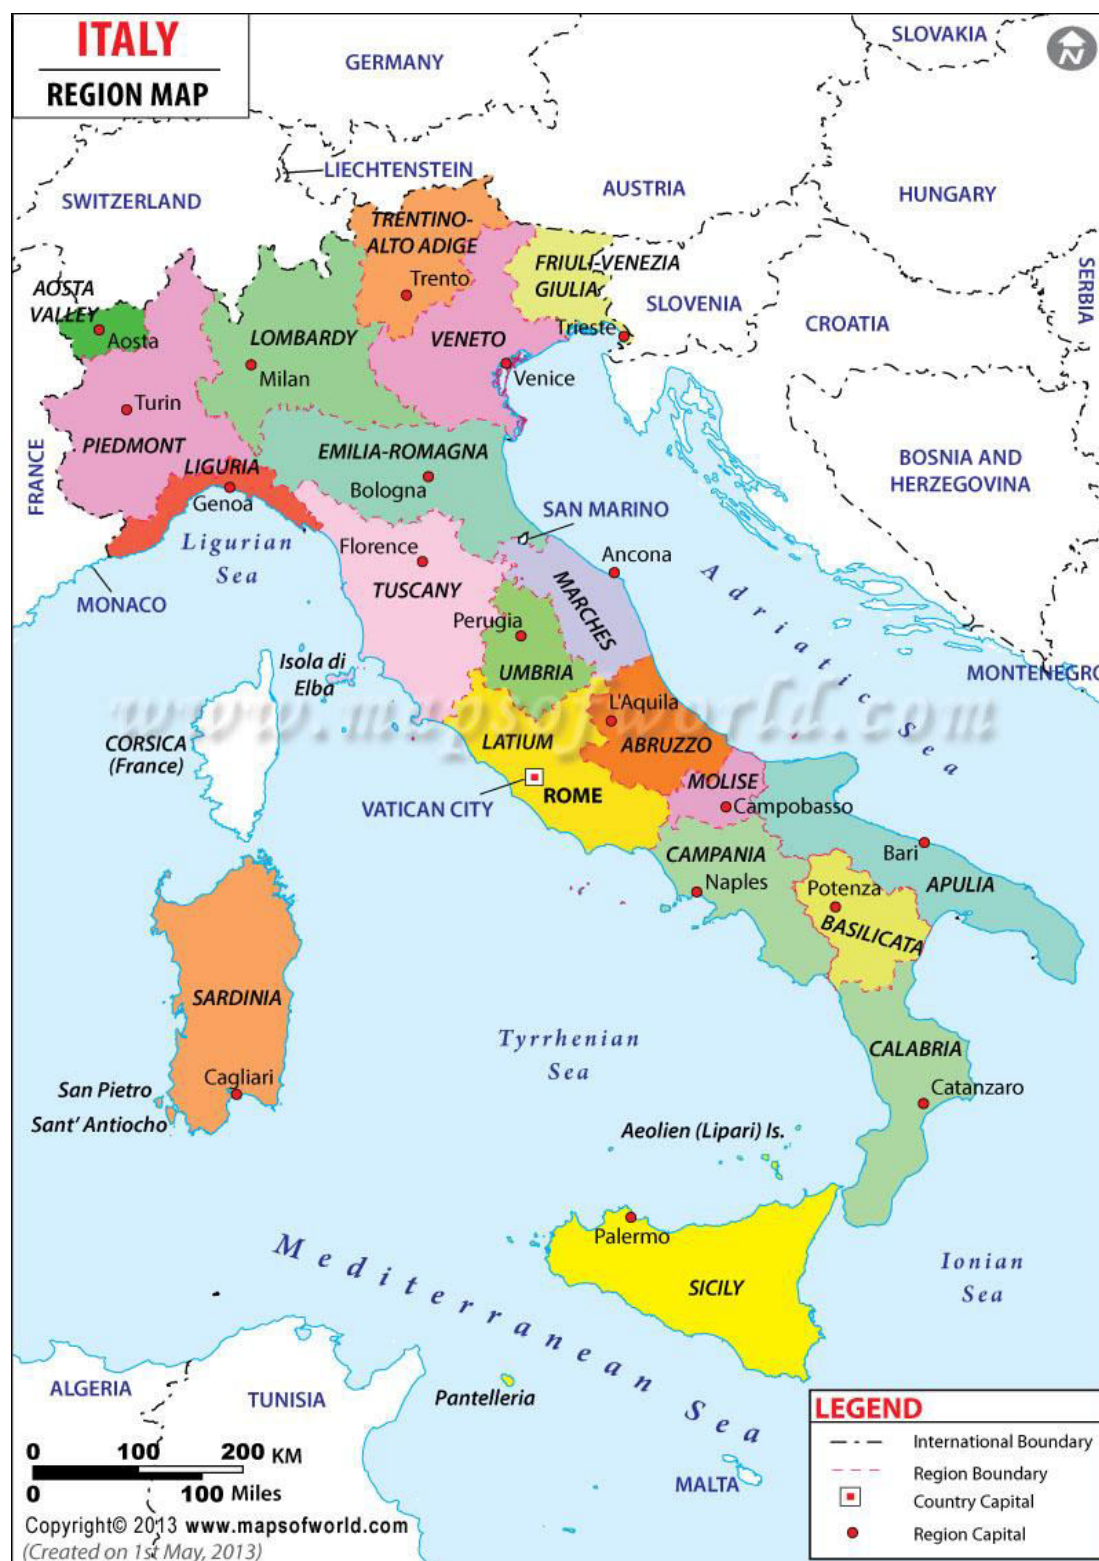 ITALY
REGION MAP
SLOVAKIA
N
GERMANY
LIECHTENSTEIN
SWITZERLAND
AUSTRIA
HUNGARY
TRENTINO-
ALTO ADIGE
Trento
FRIULI-VENEZIA
GIULIA
SERBIA
AOSTA
VALLEY
Aosta
SLOVENIA
CROATIA
LOMBARDY
VENETO
Trieste
Milan
Venice
Turin
PIEDMONT
FRANCE
EMILIA-ROMAGNA
Bologna
LIGURIA
Genoa
BOSNIA AND
HERZEGOVINA
SAN MARINO
Ligurian
Sea
Florence
Ancona
TUSCANY
MARCHES
Adriatic Sea
MONACO
Perugia
UMBRIA
Isola di
Elba
MONTENEGRO
www.mapsofworld.com
L'Aquila
ABRUZZO
LATIUM
CORSICA
(France)
MOLISE
ROME
VATICAN CITY
Campobasso
CAMPANIA
Naples
Bari
APULIA
Potenza
BASILICATA
SARDINIA
Tyrrhenian
Sea
CALABRIA
Cagliari
San Pietro
Sant' Antiocho
Catanzaro
Aeolien (Lipari) Is.
Palermo
SICILY
Mediterranean Sea
Ionian
Sea
ALGERIA
TUNISIA
Pantelleria
MALTA
LEGEND
International Boundary
Region Boundary
Country Capital
Region Capital
0 100 200 KM
0 100 Miles
Copyright© 2013 www.mapsofworld.com
(Created on 1st May, 2013)